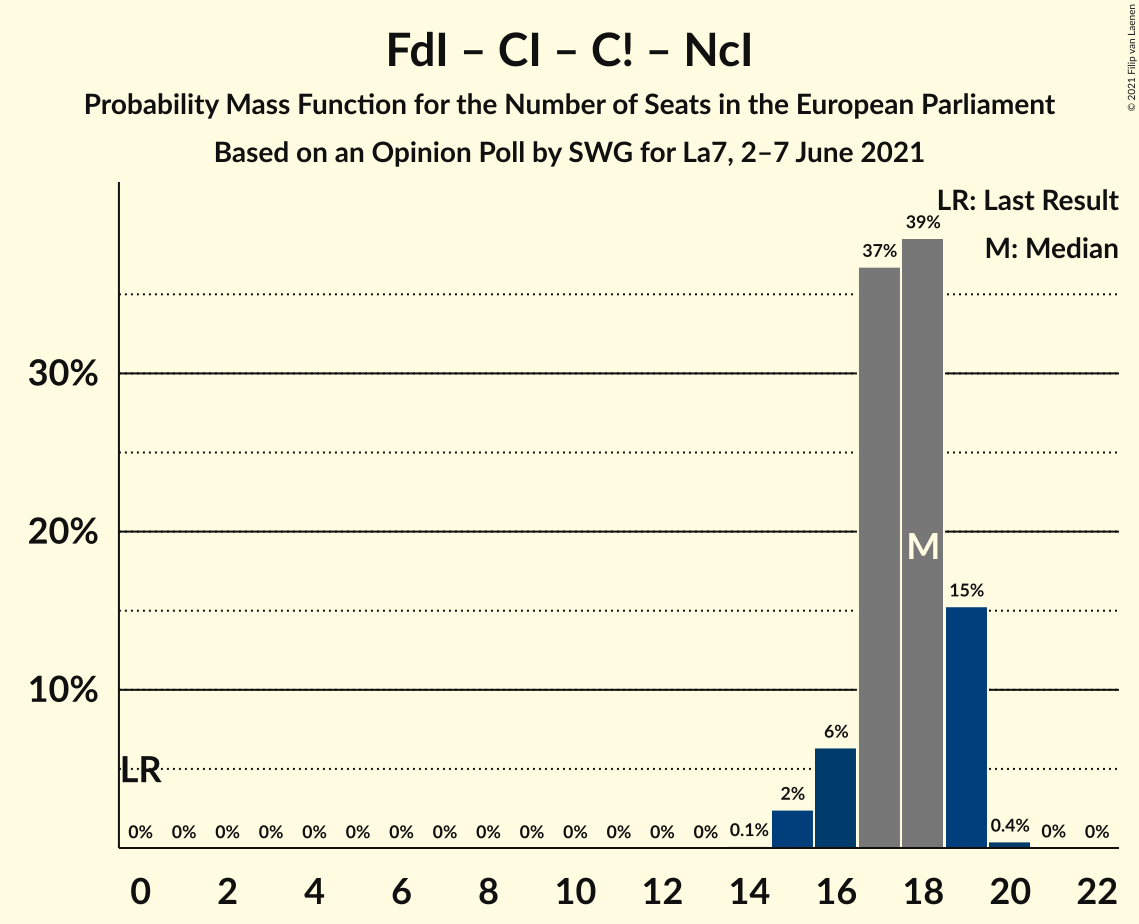 FdI – CI – C! – NcI
Probability Mass Function for the Number of Seats in the European Parliament
Based on an Opinion Poll by SWG for La7, 2–7 June 2021
© 2021 Filip van Laenen
LR: Last Result
M: Median
39%
37%
30%
20%
M
15%
10%
6%
LR
2%
0% 0% 0% 0% 0% 0% 0% 0% 0% 0% 0% 0% 0% 0% 0.1% 0.4% 0% 0%
0 2 4 6 8 10 12 14 16 18 20 22